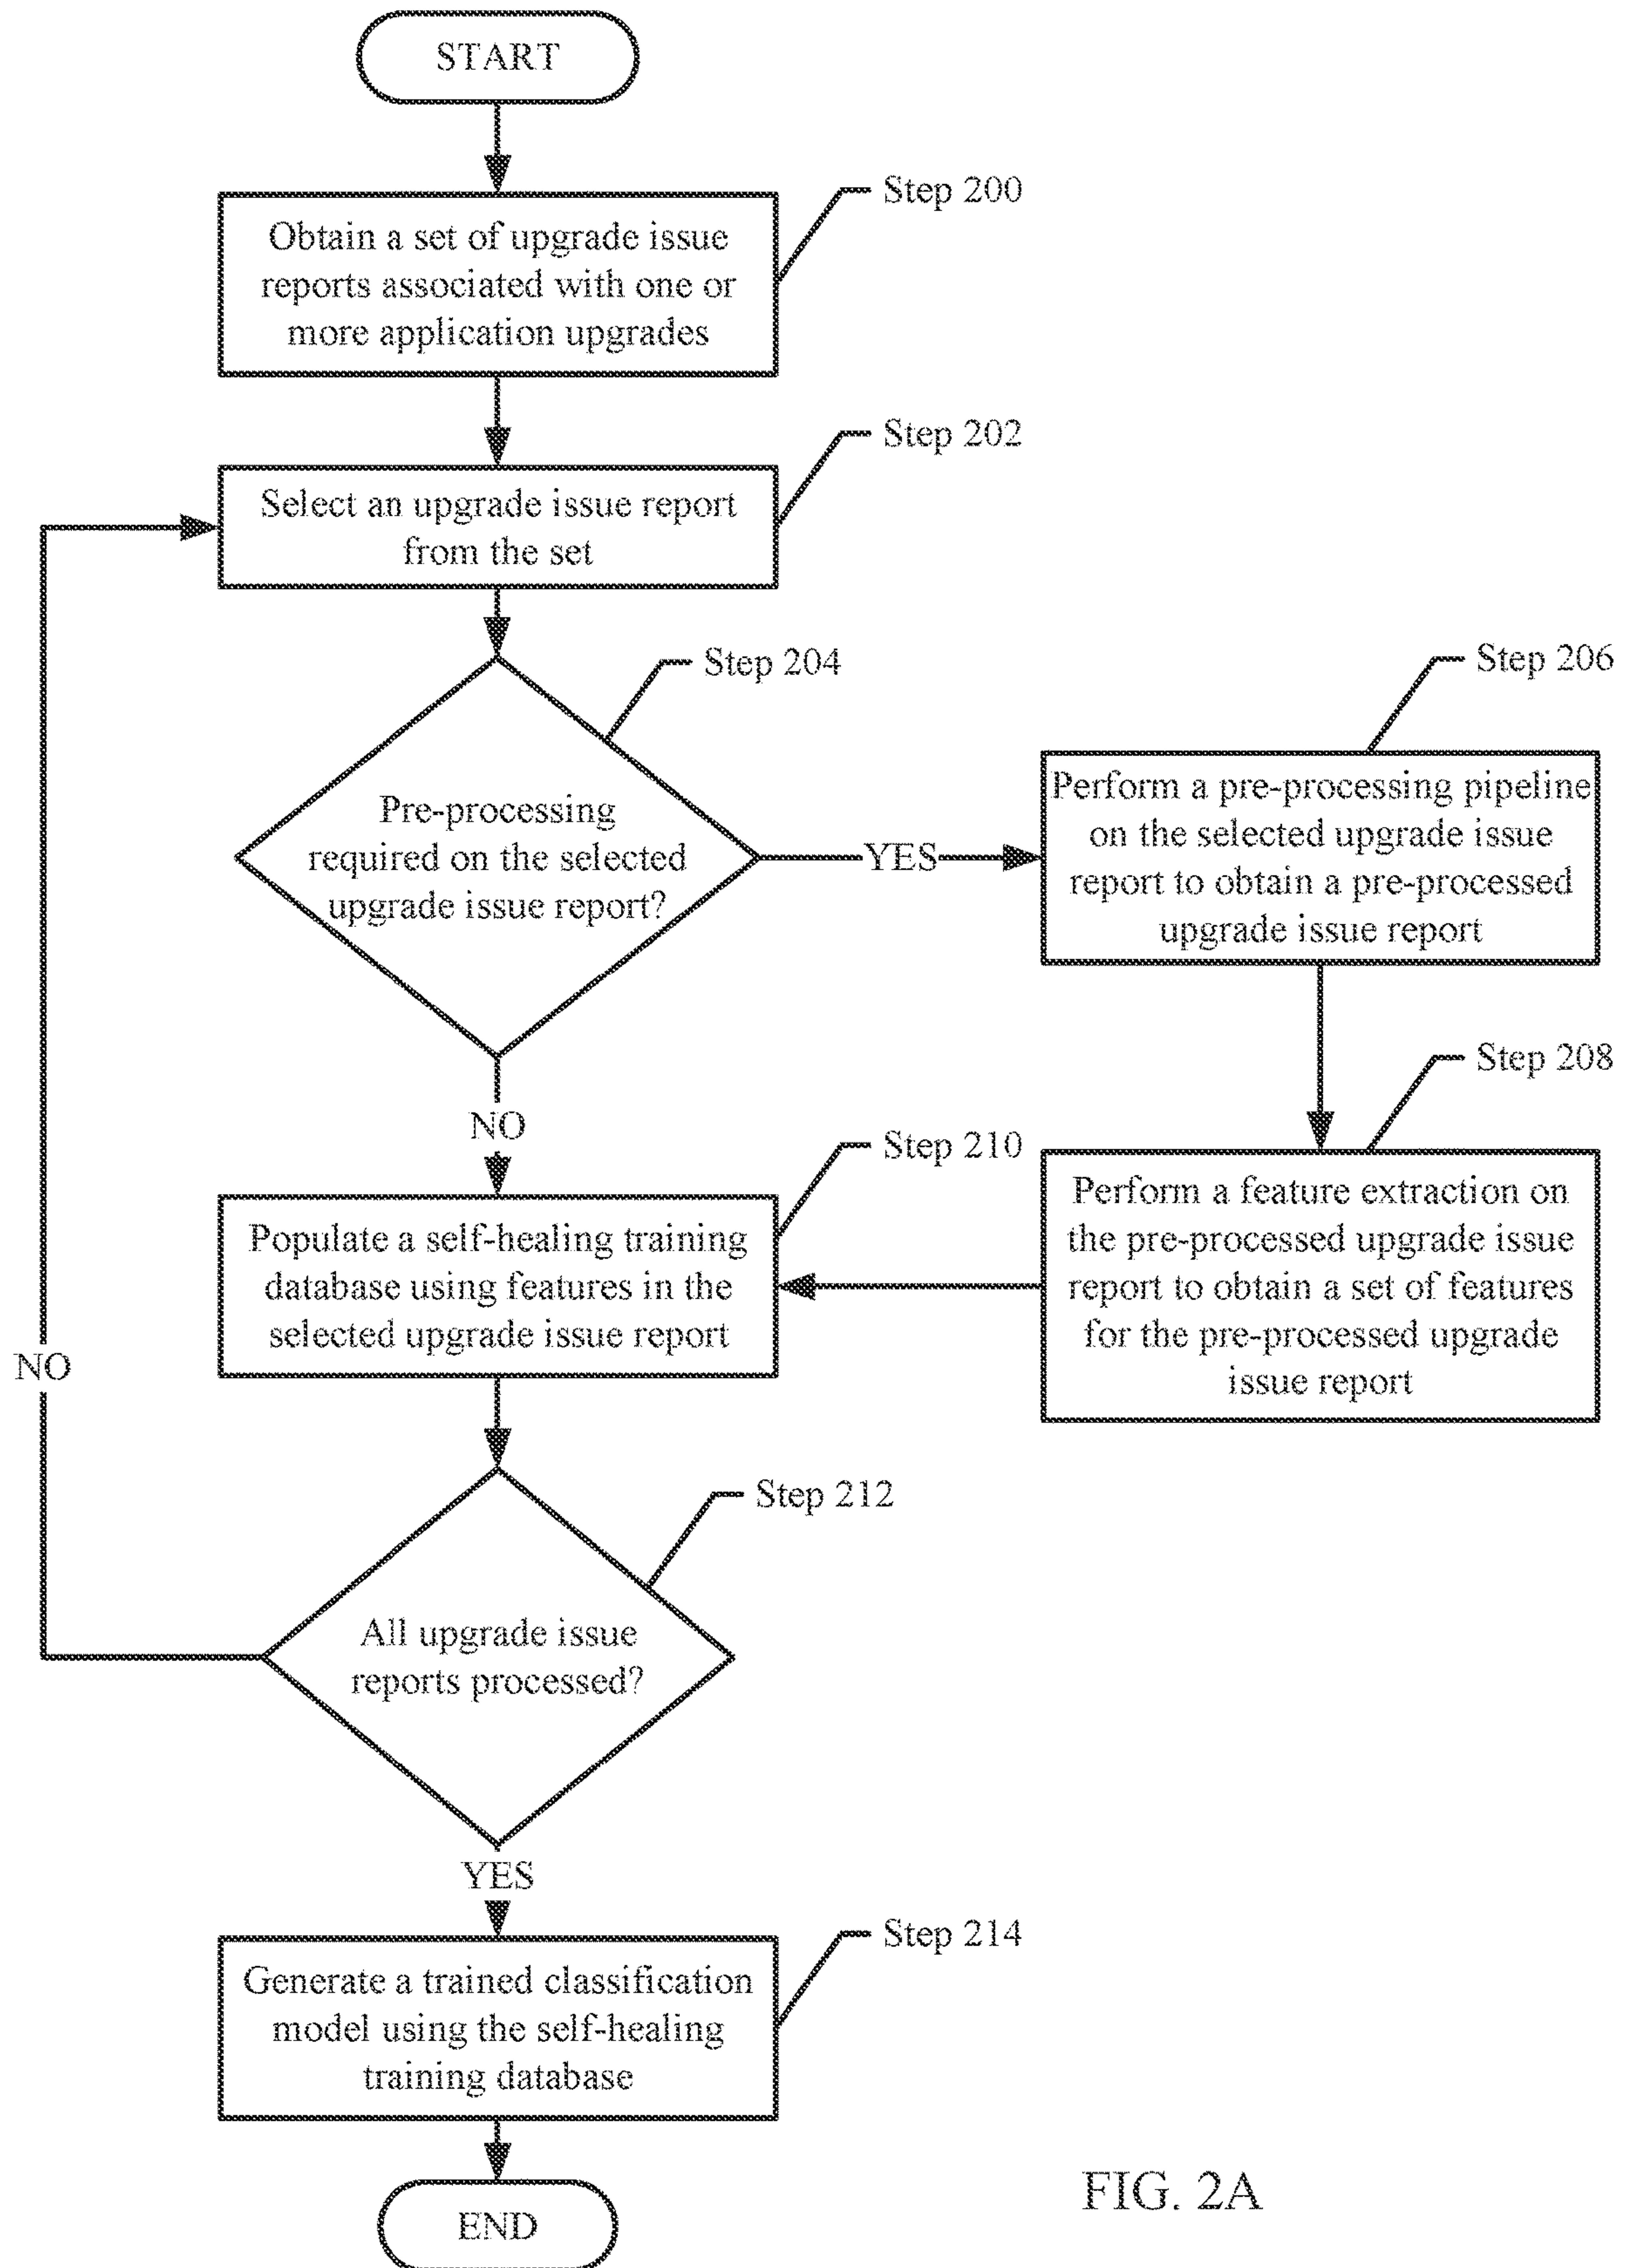 START
Step 200
Obtain a set of upgrade issue
reports associated with one or
more application upgrades
Step 202
Select an upgrade issue report
from the set
Step 204
Pre-processing
required on the selected
upgrade issue report?
YES
Step 206
Perform a pre-processing pipeline
on the selected upgrade issue
report to obtain a pre-processed
upgrade issue report
Step 208
Perform a feature extraction on
the pre-processed upgrade issue
report to obtain a set of features
for the pre-processed upgrade
issue report
NO
Step 210
Populate a self-healing training
database using features in the
selected upgrade issue report
NO
Step 212
All upgrade issue
reports processed?
YES
Step 214
Generate a trained classification
model using the self-healing
training database
END
FIG. 2A